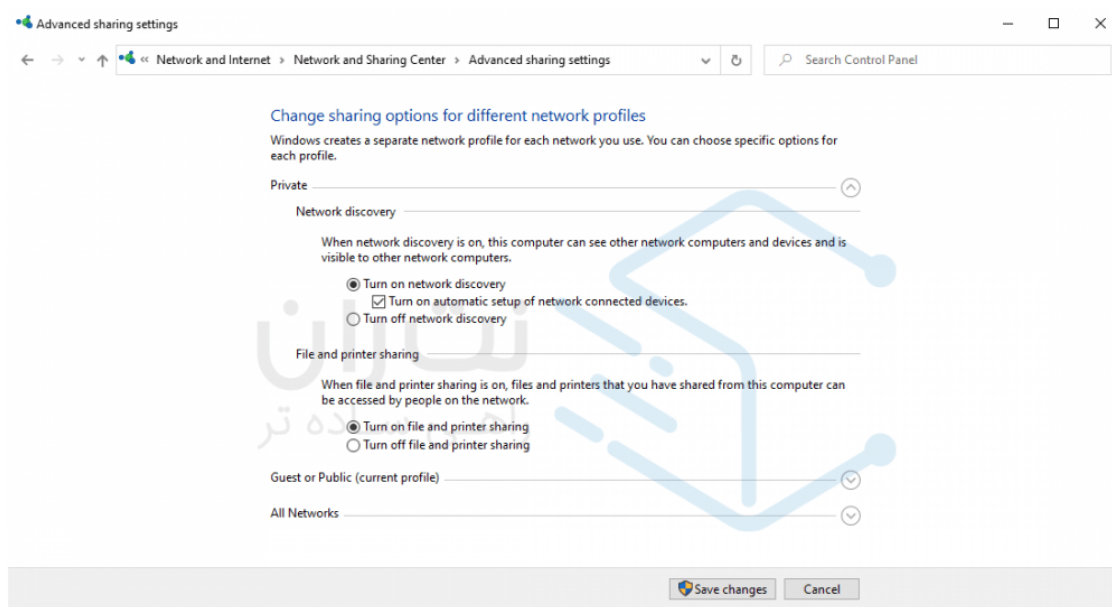 Advanced sharing settings
« Network and Internet › Network and Sharing Center › Advanced sharing settings
Search Control Panel
Change sharing options for different network profiles
Windows creates a separate network profile for each network you use. You can choose specific options for
each profile.
Private
Network discovery
When network discovery is on, this computer can see other network computers and devices and is
visible to other network computers.
Turn on network discovery
Turn on automatic setup of network connected devices.
Turn off network discovery
نت‌ران
File and printer sharing
When file and printer sharing is on, files and printers that you have shared from this computer can
be accessed by people on the network.
راهی ساده تر
Turn on file and printer sharing
Turn off file and printer sharing
Guest or Public (current profile)
All Networks
Save changes
Cancel